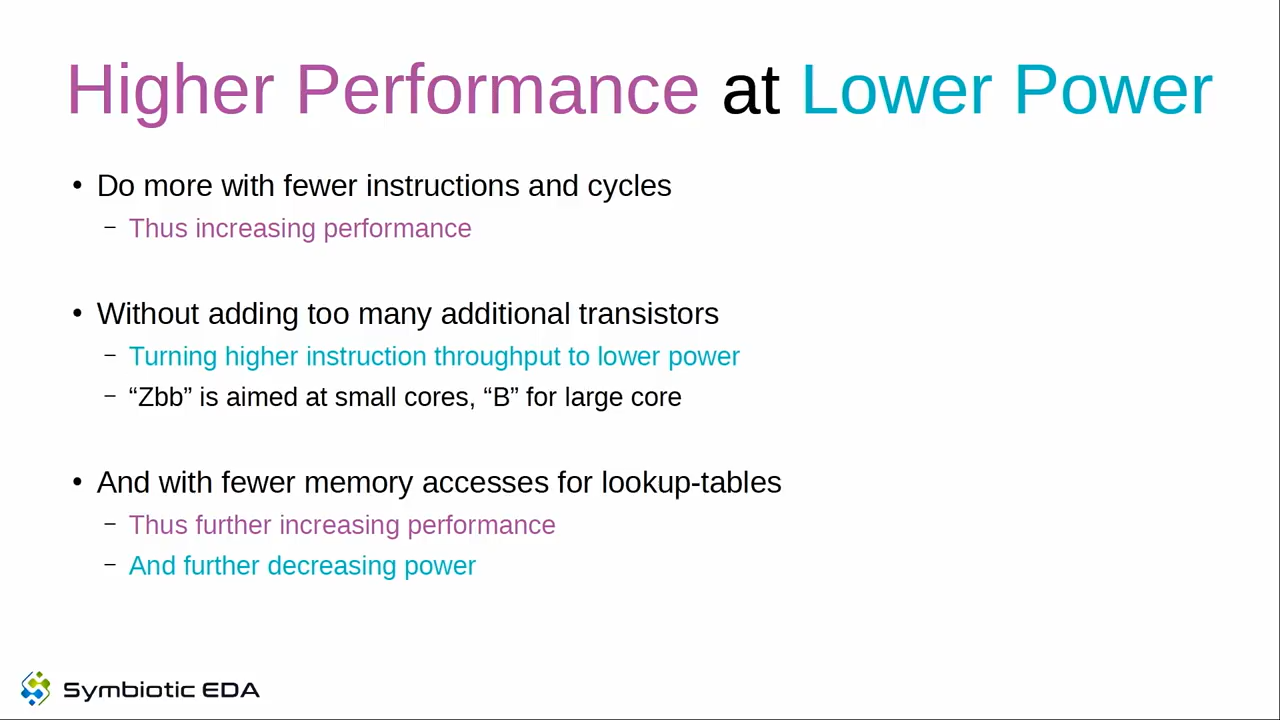 Higher Performance at Lower Power
• Do more with fewer instructions and cycles
– Thus increasing performance
• Without adding too many additional transistors
– Turning higher instruction throughput to lower power
– “Zbb” is aimed at small cores, “B” for large core
• And with fewer memory accesses for lookup-tables
– Thus further increasing performance
– And further decreasing power
Symbiotic EDA